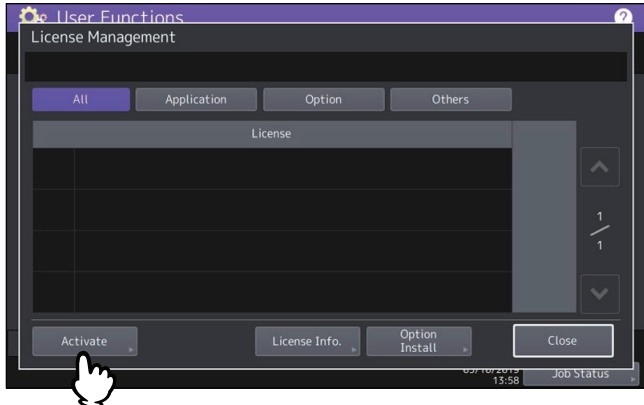 User Functions
?
License Management
All Application Option Others
License
1
1
Activate License Info. Option Install Close
13:58 Job Status